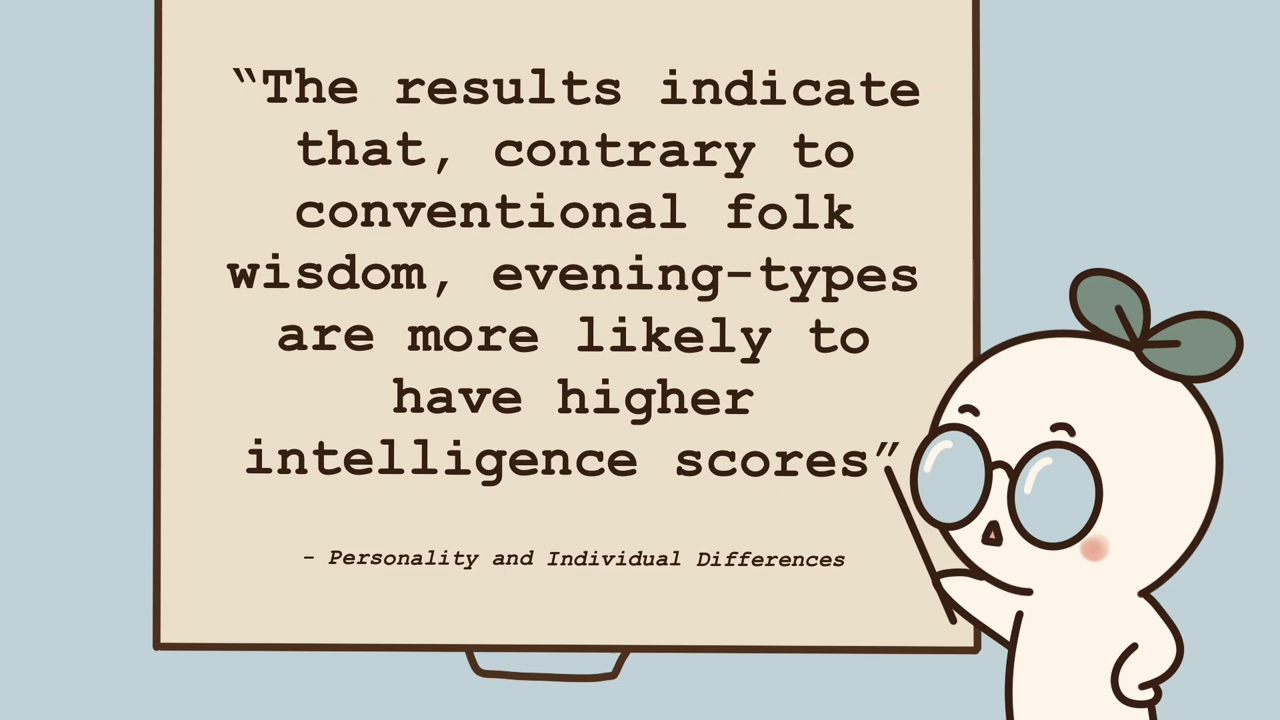 “The results indicate
that, contrary to
conventional folk
wisdom, evening-types
are more likely to
have higher
intelligence scores”
- Personality and Individual Differences